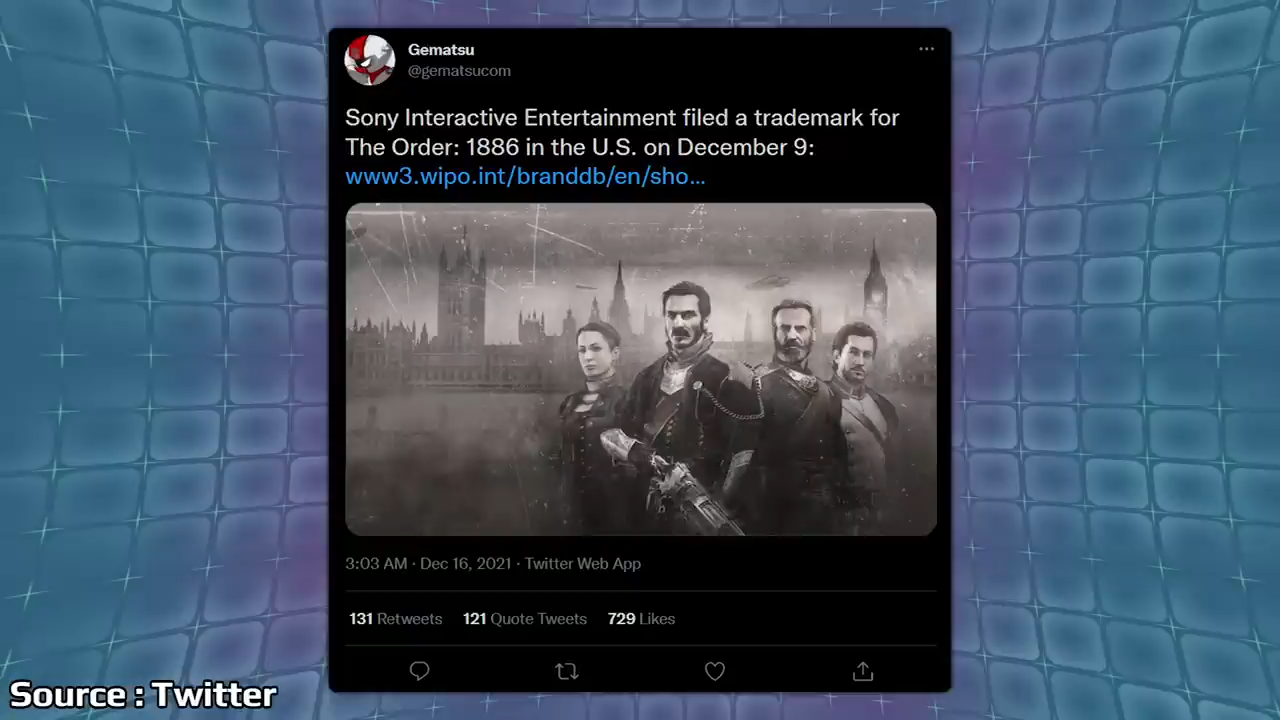 Gematsu
@gematsucom
Sony Interactive Entertainment filed a trademark for
The Order: 1886 in the U.S. on December 9:
www3.wipo.int/branddb/en/sho...
3:03 AM · Dec 16, 2021 · Twitter Web App
131 Retweets 121 Quote Tweets 729 Likes
Source : Twitter